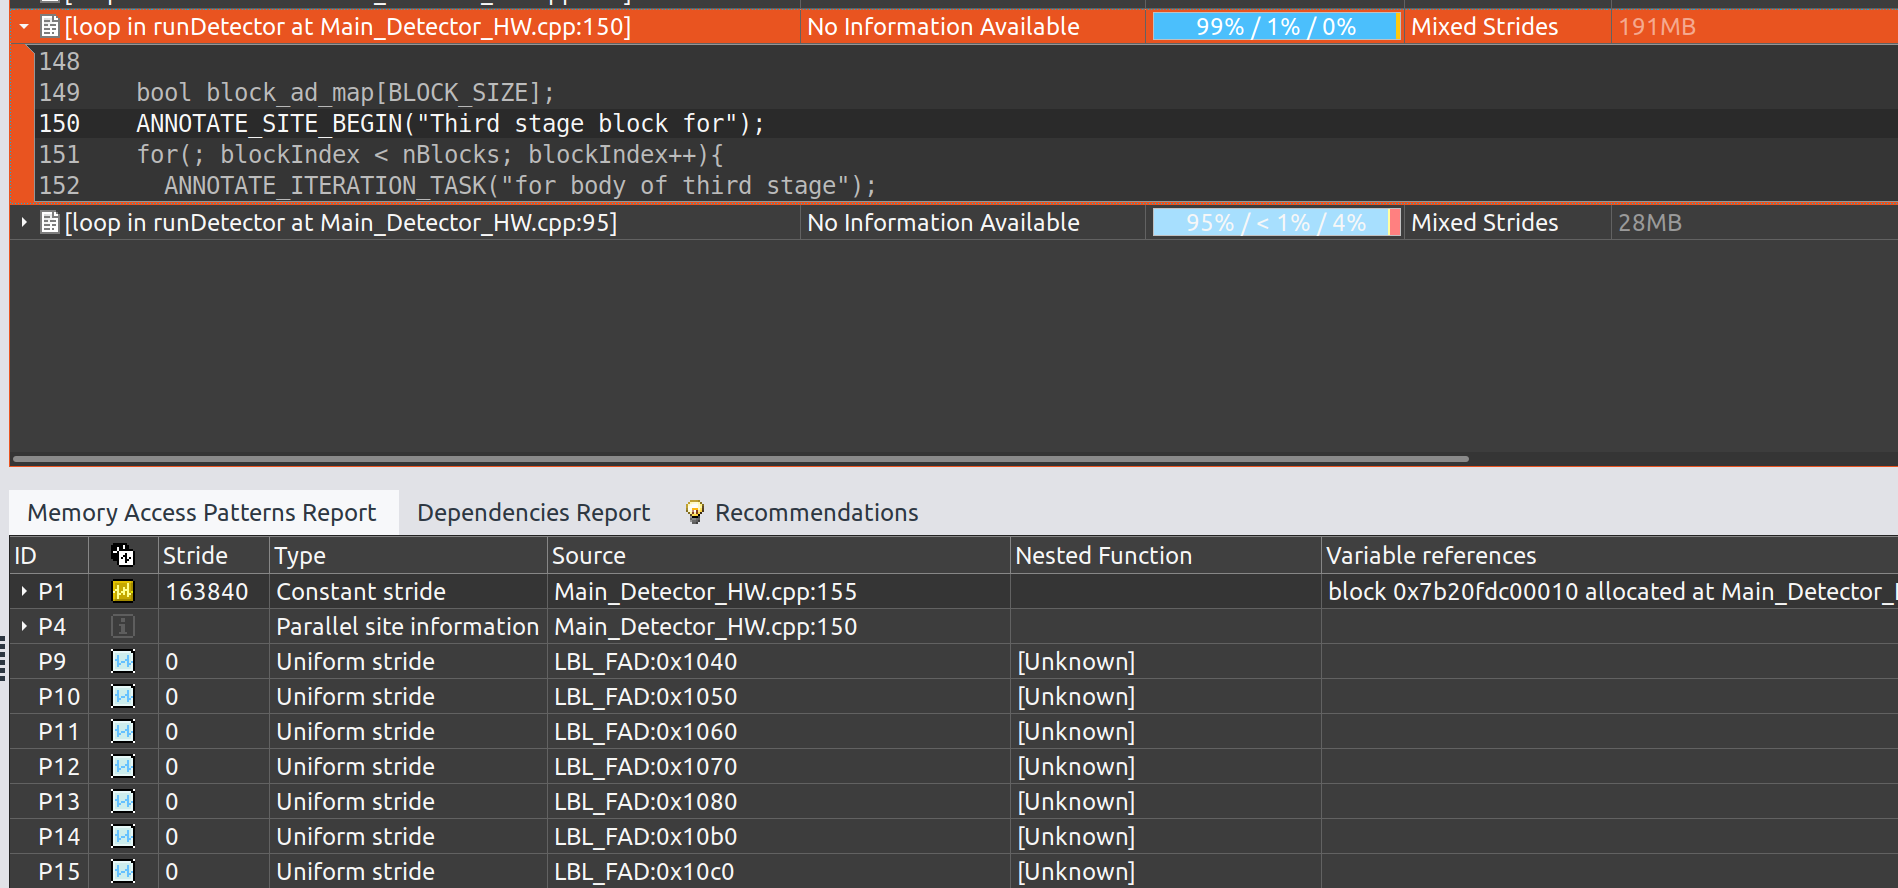 [loop in runDetector at Main_Detector_HW.cpp:150] No Information Available 99% / 1% / 0% Mixed Strides 191MB
148
149 bool block_ad_map[BLOCK_SIZE];
150 ANNOTATE_SITE_BEGIN("Third stage block for");
151 for(; blockIndex < nBlocks; blockIndex++){
152 ANNOTATE_ITERATION_TASK("for body of third stage");
[loop in runDetector at Main_Detector_HW.cpp:95] No Information Available 95% / < 1% / 4% Mixed Strides 28MB
Memory Access Patterns Report Dependencies Report Recommendations
ID Stride Type Source Nested Function Variable references
P1 163840 Constant stride Main_Detector_HW.cpp:155 block 0x7b20fdc00010 allocated at Main_Detector_
P4 Parallel site information Main_Detector_HW.cpp:150
P9 0 Uniform stride LBL_FAD:0x1040 [Unknown]
P10 0 Uniform stride LBL_FAD:0x1050 [Unknown]
P11 0 Uniform stride LBL_FAD:0x1060 [Unknown]
P12 0 Uniform stride LBL_FAD:0x1070 [Unknown]
P13 0 Uniform stride LBL_FAD:0x1080 [Unknown]
P14 0 Uniform stride LBL_FAD:0x10b0 [Unknown]
P15 0 Uniform stride LBL_FAD:0x10c0 [Unknown]